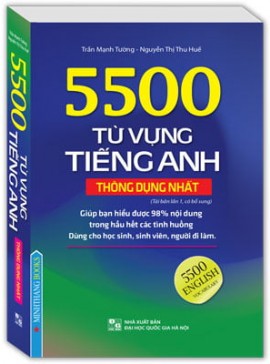 Trần Mạnh Tường - Nguyễn Thị Thu Huế
5500
TỪ VỰNG
TIẾNG ANH
THÔNG DỤNG NHẤT
(Tái bản lần 1, có bổ sung)
Giúp bạn hiểu được 98% nội dung
trong hầu hết các tình huống
Dùng cho học sinh, sinh viên, người đi làm.
5500
ENGLISH
VOCABULARY
NHÀ XUẤT BẢN
ĐẠI HỌC QUỐC GIA HÀ NỘI
5500
TỪ VỰNG
TIẾNG ANH
THÔNG DỤNG NHẤT
MINHTHANGBOOKS